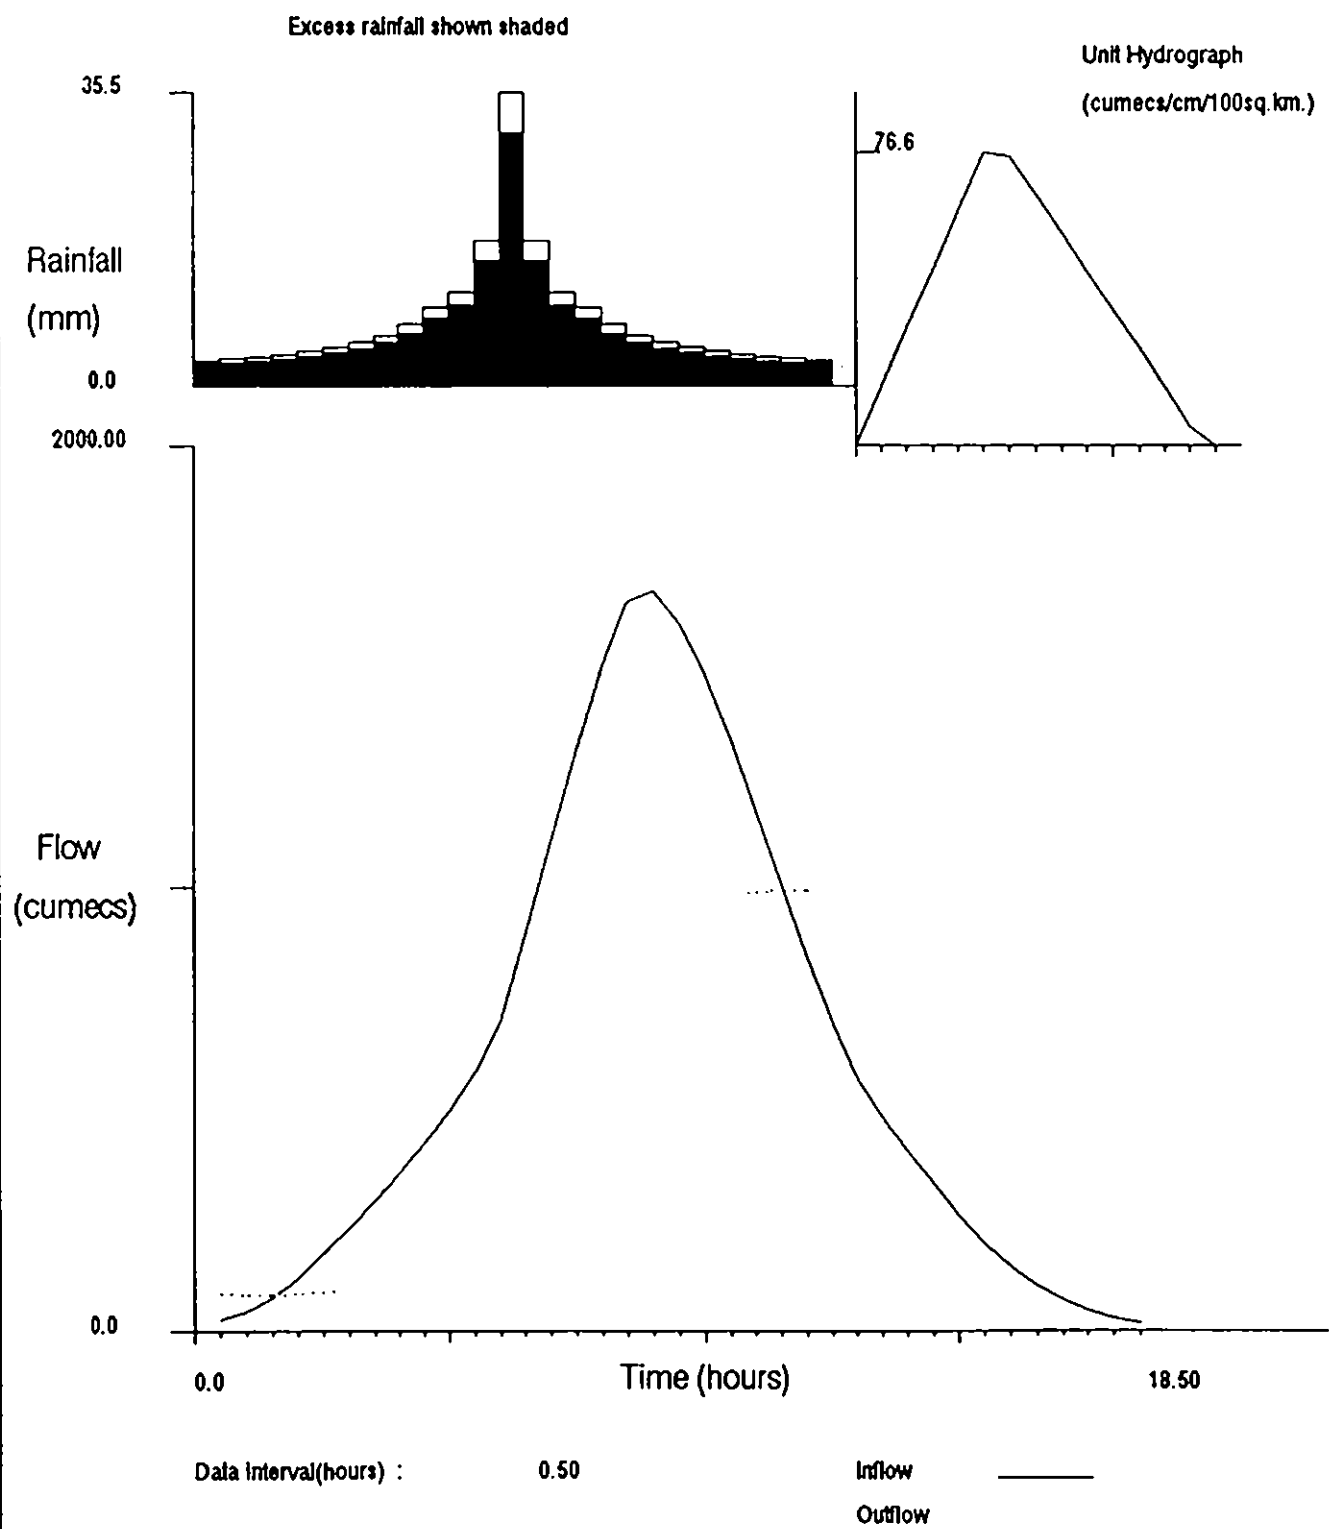 Excess rainfall shown shaded
Unit Hydrograph
(cumecs/cm/100sq.km.)
35.5
76.6
Rainfall
(mm)
0.0
2000.00
Flow
(cumecs)
0.0
0.0
Time (hours)
18.50
Data Interval(hours) :
0.50
Inflow
Outflow